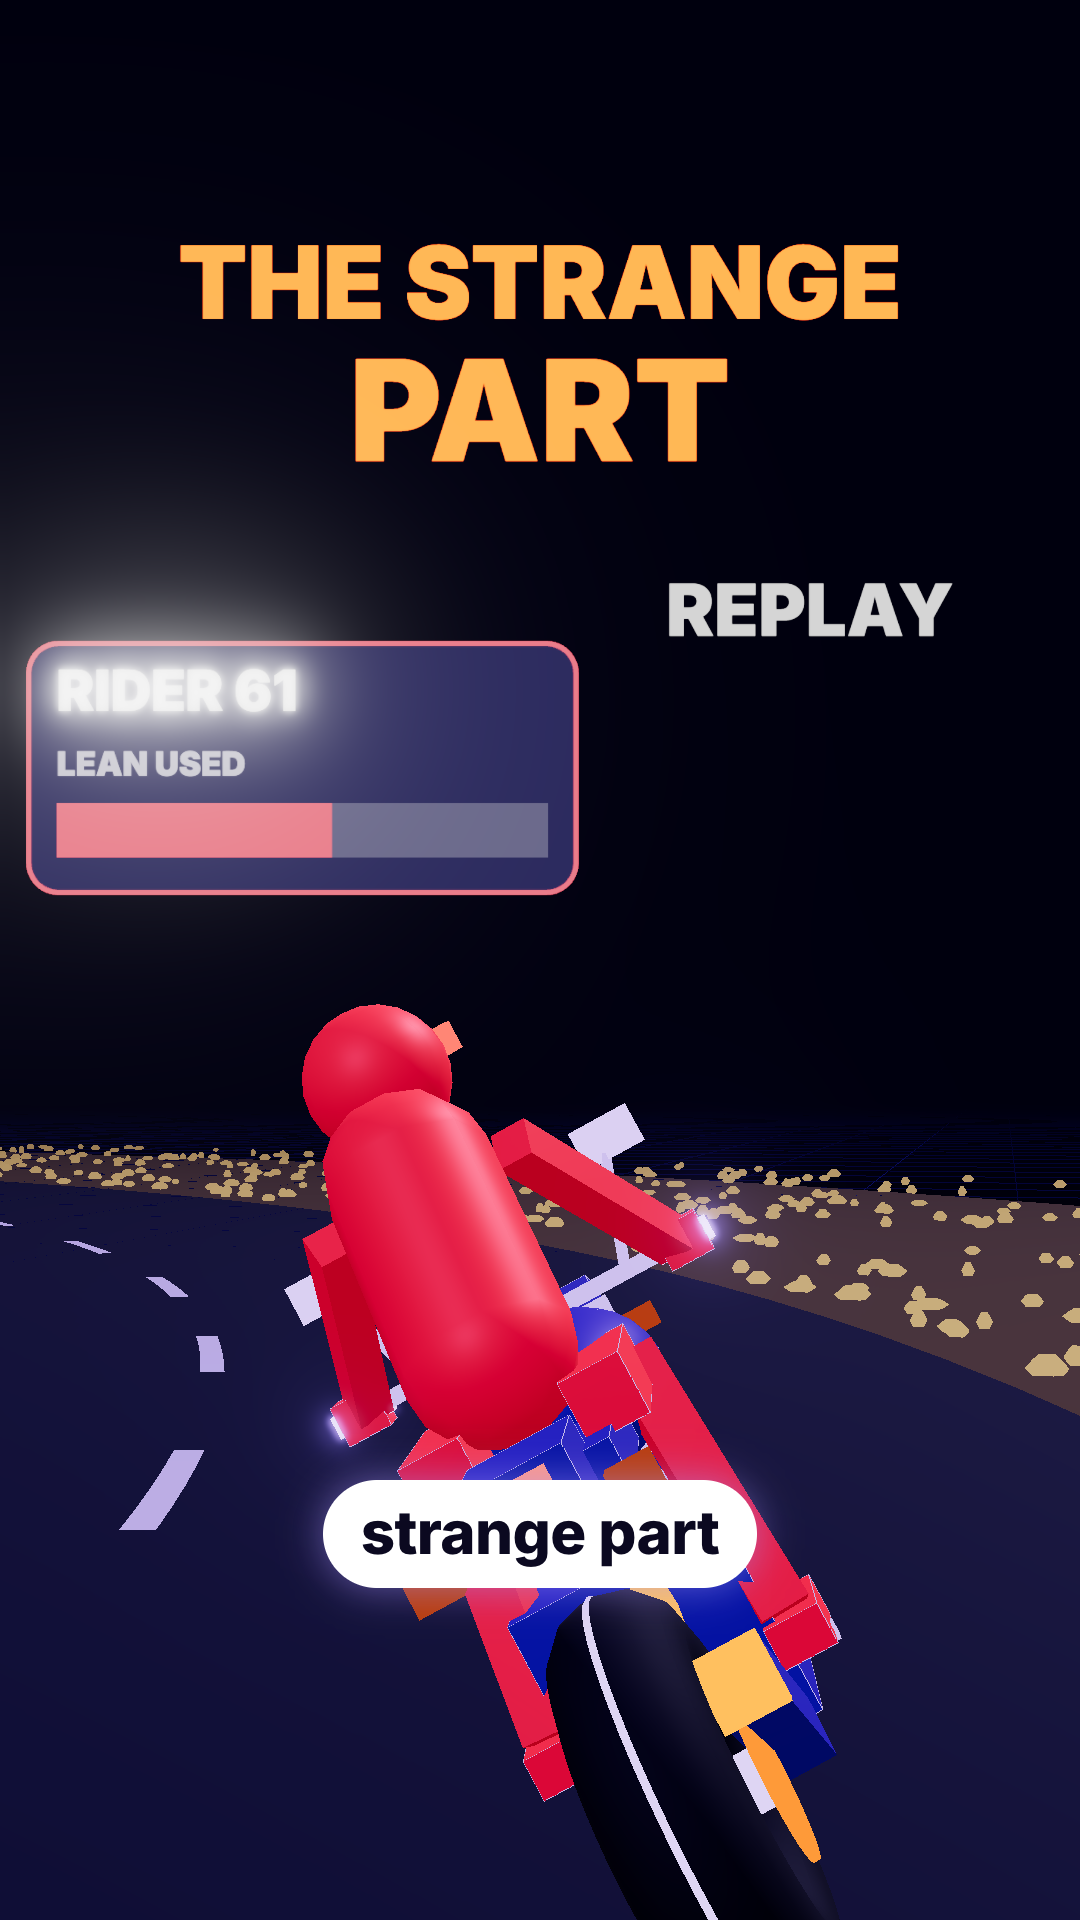 THE STRANGE
PART
REPLAY
RIDER 61
LEAN USED
strange part